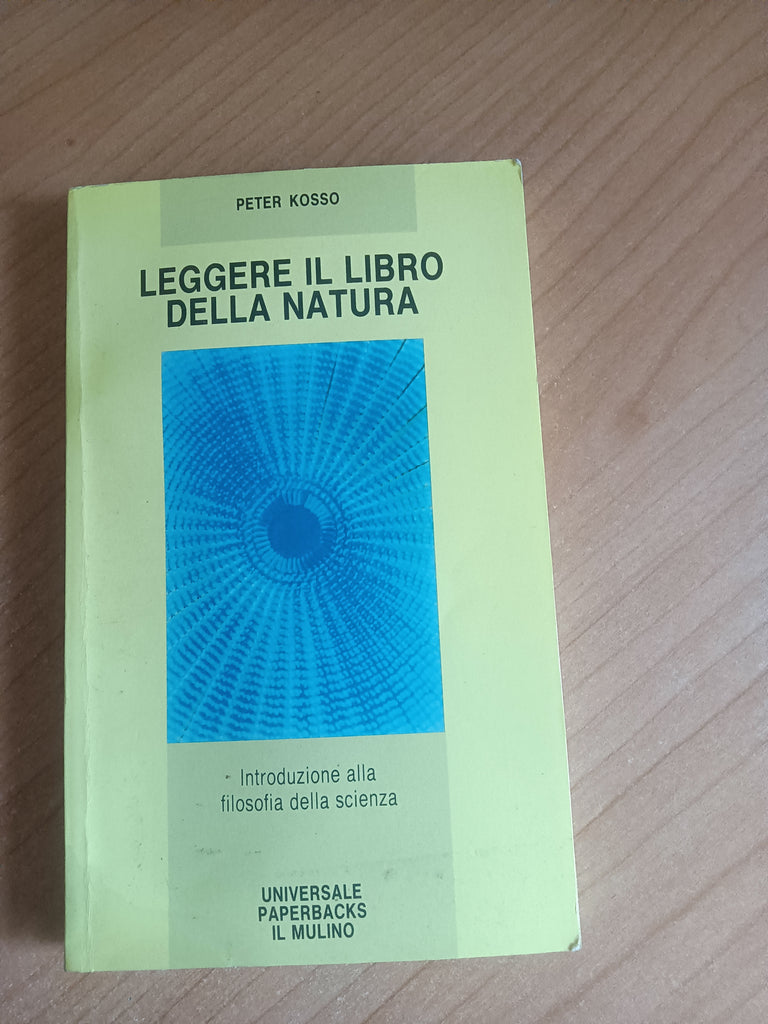 PETER KOSSO
LEGGERE IL LIBRO
DELLA NATURA
Introduzione alla
filosofia della scienza
UNIVERSALE
PAPERBACKS
IL MULINO